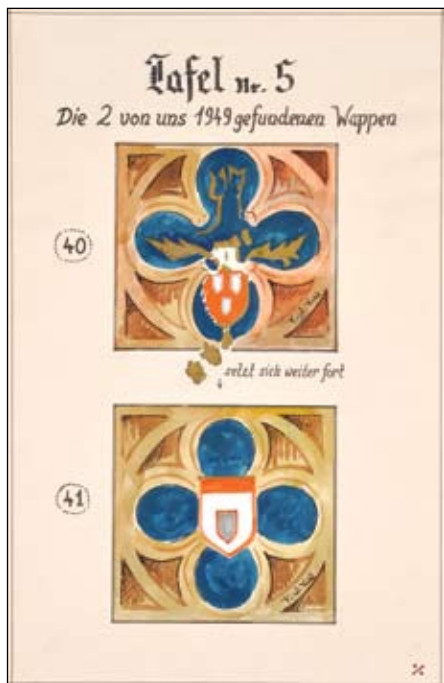 Tafel Nr. 5
Die 2 von uns 1949 gefundenen Wappen
40
setzt sich weiter fort
41